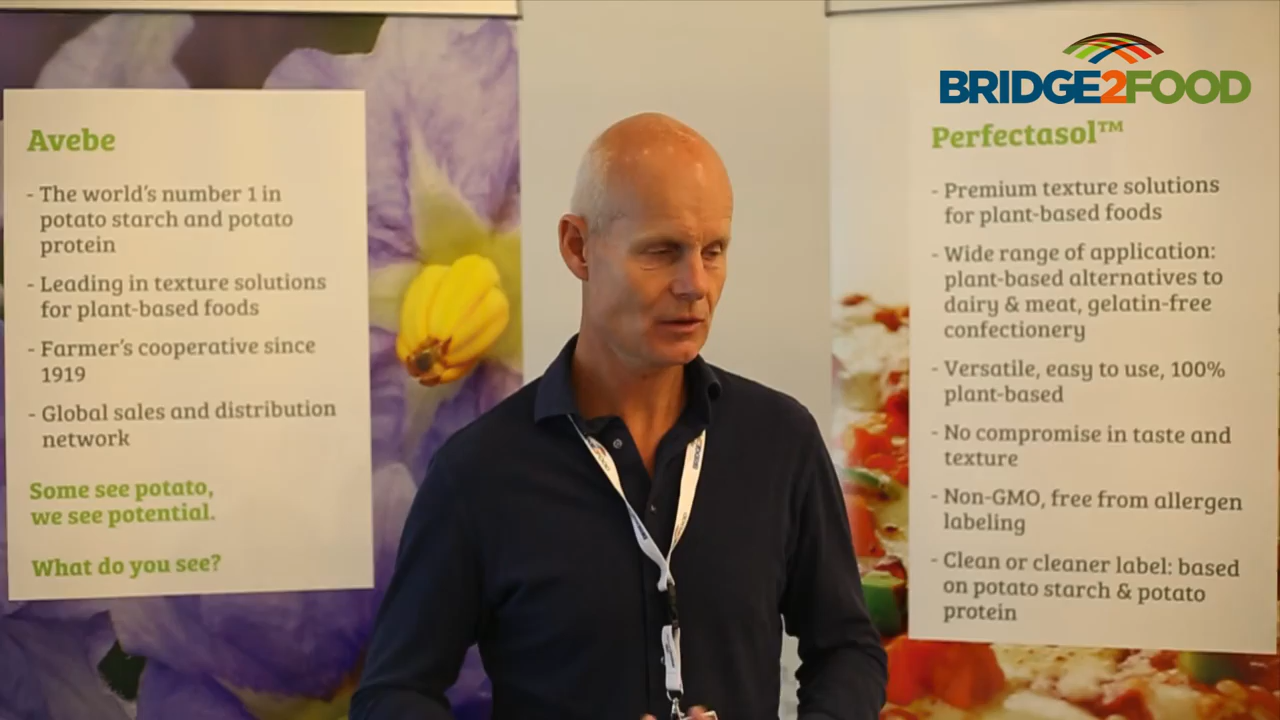 Avebe
- The world's number 1 in
potato starch and potato
protein
- Leading in texture solutions
for plant-based foods
- Farmer's cooperative since
1919
- Global sales and distribution
network
Some see potato,
we see potential.
What do you see?
BRIDGE2FOOD
Perfectasol™
- Premium texture solutions
for plant-based foods
- Wide range of application:
plant-based alternatives to
dairy & meat, gelatin-free
confectionery
- Versatile, easy to use, 100%
plant-based
- No compromise in taste and
texture
- Non-GMO, free from allergen
labeling
- Clean or cleaner label: based
on potato starch & potato
protein